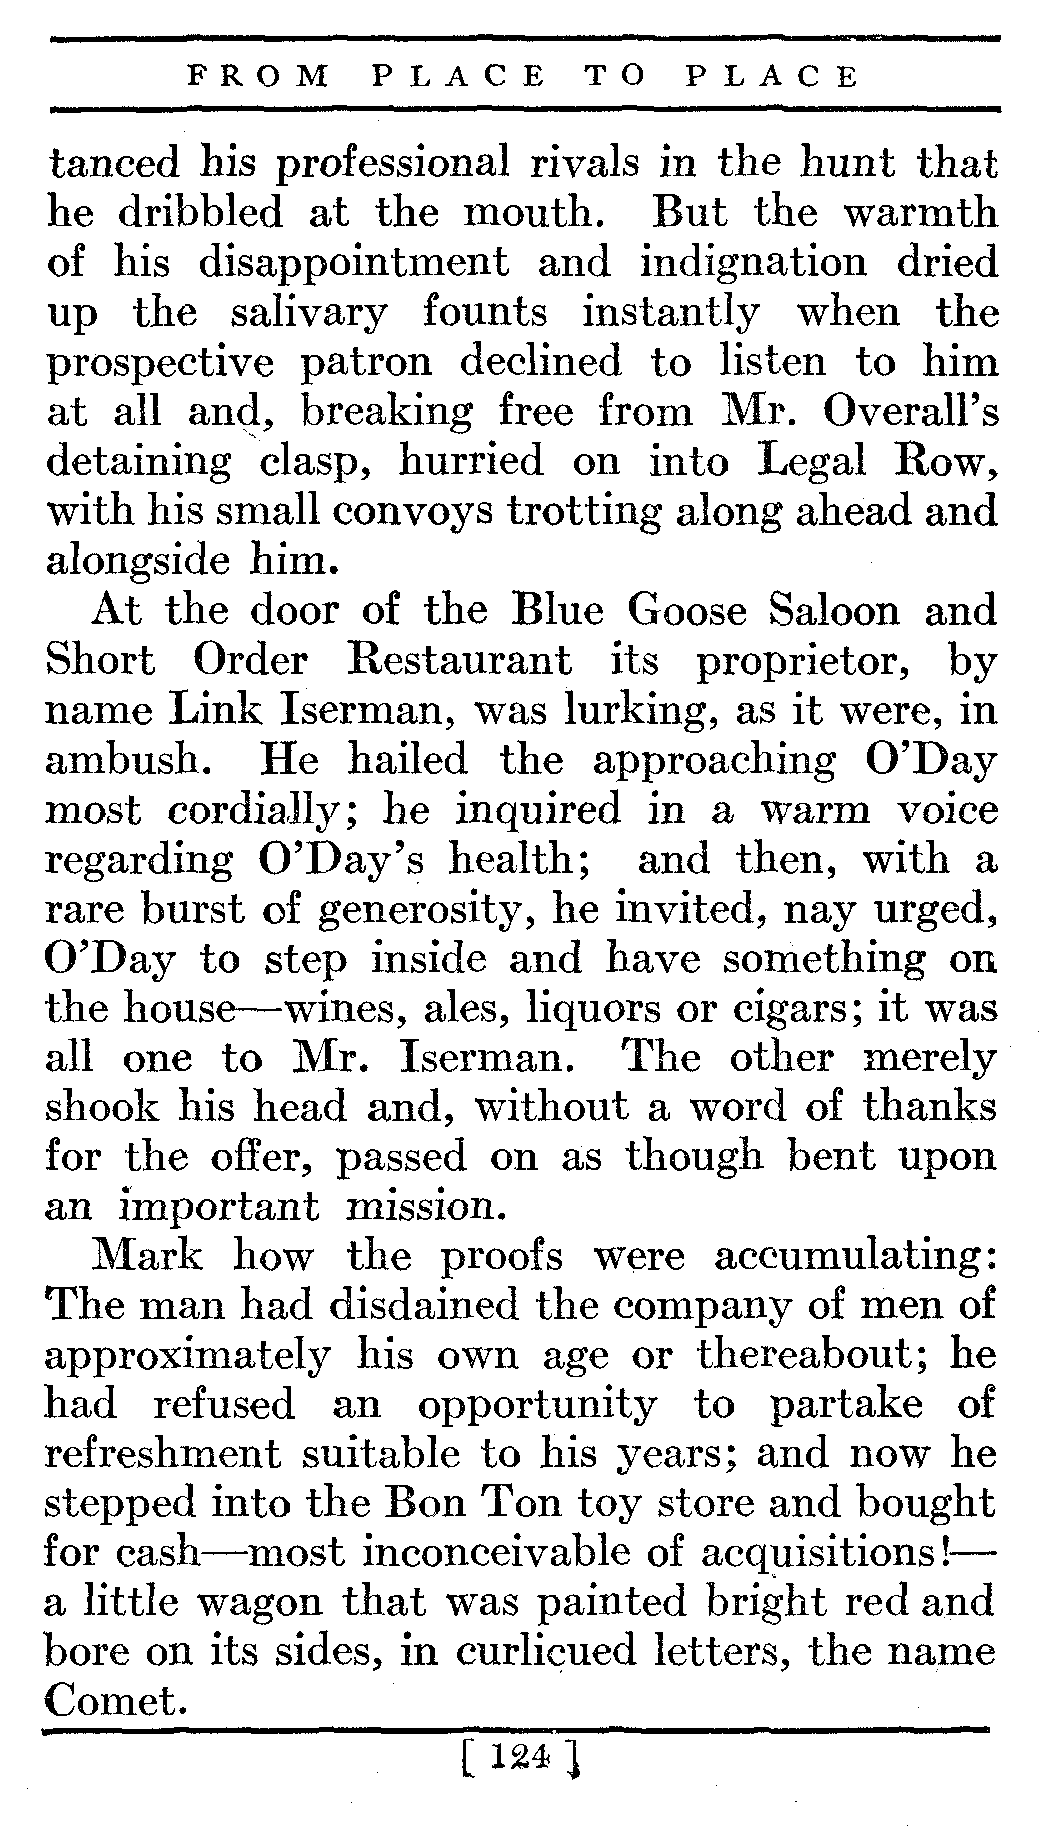 FROM PLACE TO PLACE
tanced his professional rivals in the hunt that
he dribbled at the mouth. But the warmth
of his disappointment and indignation dried
up the salivary founts instantly when the
prospective patron declined to listen to him
at all and, breaking free from Mr. Overall's
detaining clasp, hurried on into Legal Row,
with his small convoys trotting along ahead and
alongside him.
At the door of the Blue Goose Saloon and
Short Order Restaurant its proprietor, by
name Link Iserman, was lurking, as it were, in
ambush. He hailed the approaching O'Day
most cordially; he inquired in a warm voice
regarding O'Day's health; and then, with a
rare burst of generosity, he invited, nay urged,
O'Day to step inside and have something on
the house—wines, ales, liquors or cigars; it was
all one to Mr. Iserman. The other merely
shook his head and, without a word of thanks
for the offer, passed on as though bent upon
an important mission.
Mark how the proofs were accumulating:
The man had disdained the company of men of
approximately his own age or thereabout; he
had refused an opportunity to partake of
refreshment suitable to his years; and now he
stepped into the Bon Ton toy store and bought
for cash—most inconceivable of acquisitions!—
a little wagon that was painted bright red and
bore on its sides, in curlicued letters, the name
Comet.
[ 124 ]